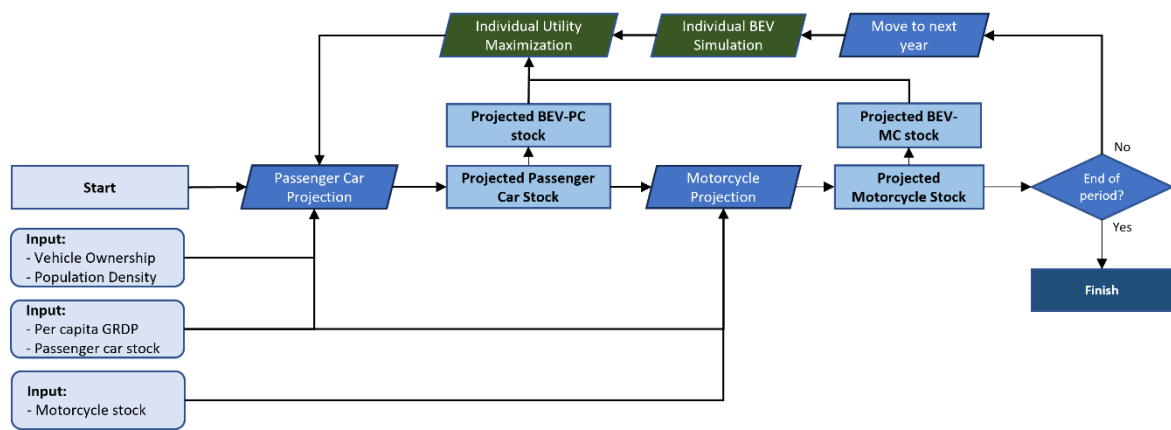 Individual Utility
Maximization
Individual BEV
Simulation
Move to next
year
Projected BEV-PC
stock
Projected BEV-
MC stock
No
Start
Passenger Car
Projection
Projected Passenger
Car Stock
Motorcycle
Projection
Projected
Motorcycle Stock
End of
period?
Yes
Input:
- Vehicle Ownership
- Population Density
Finish
Input:
- Per capita GRDP
- Passenger car stock
Input:
- Motorcycle stock